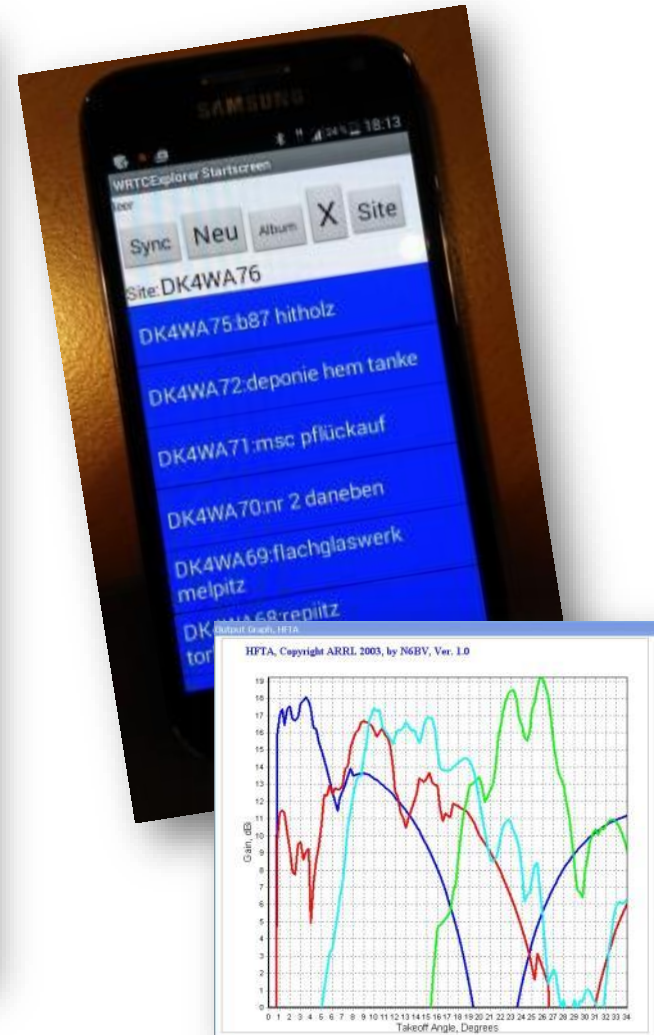 SAMSUNG
24% 18:13
WRTCExplorer Startscreen
leer
Sync Neu Album X Site
Site:DK4WA76
DK4WA75:b87 hitholz
DK4WA72:deponie hem tanke
DK4WA71:msc pflückauf
DK4WA70:nr 2 daneben
DK4WA69:flachglaswerk
melpitz
DK4WA68:repiitz
tor
Output Graph, HFTA
HFTA, Copyright ARRL 2003, by N6BV, Ver. 1.0
19
18
17
16
15
14
13
12
11
10
9
8
7
6
5
4
3
2
1
0
Gain, dBi
0 1 2 3 4 5 6 7 8 9 10 11 12 13 14 15 16 17 18 19 20 21 22 23 24 25 26 27 28 29 30 31 32 33 34
Takeoff Angle, Degrees